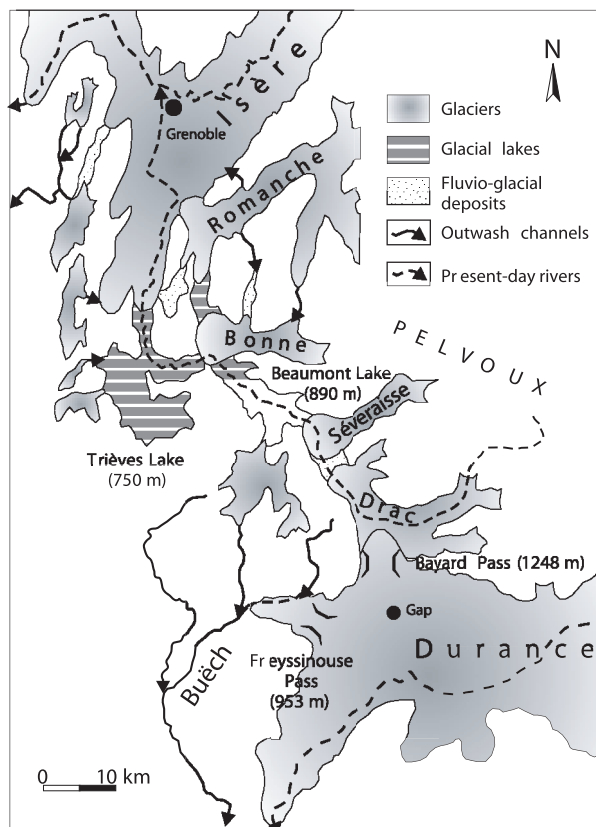 N
Isère
Grenoble
Romanche
Glaciers
Glacial lakes
Fluvio-glacial
deposits
Outwash channels
Present-day rivers
Bonne
PELVOUX
Beaumont Lake
(890 m)
Séveraisse
Trièves Lake
(750 m)
Drac
Bayard Pass (1248 m)
Gap
Durance
Buëch
Freyssinouse
Pass
(953 m)
0 10 km